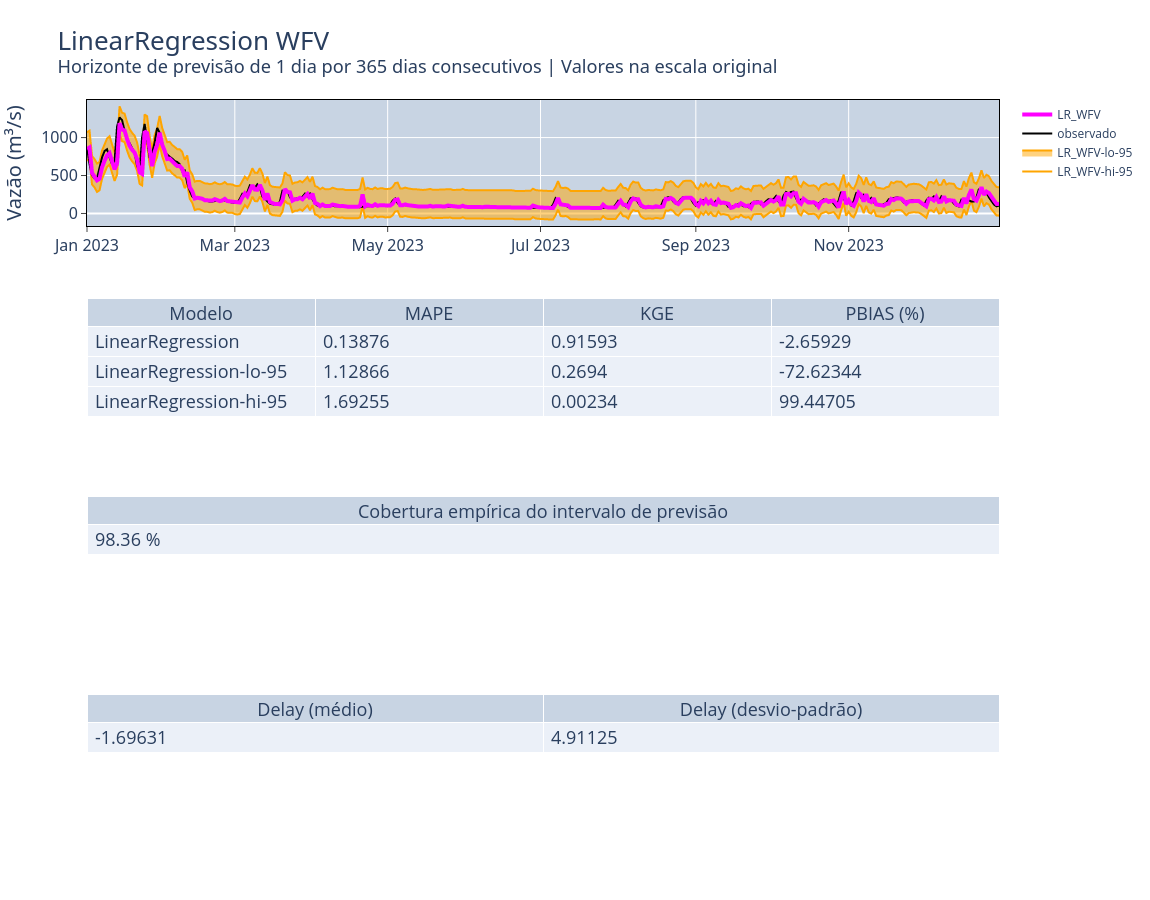 LinearRegression WFV
Horizonte de previsão de 1 dia por 365 dias consecutivos | Valores na escala original
Vazão (m³/s)
1000
500
0
Jan 2023 Mar 2023 May 2023 Jul 2023 Sep 2023 Nov 2023
LR_WFV
observado
LR_WFV-lo-95
LR_WFV-hi-95
Modelo MAPE KGE PBIAS (%)
LinearRegression 0.13876 0.91593 -2.65929
LinearRegression-lo-95 1.12866 0.2694 -72.62344
LinearRegression-hi-95 1.69255 0.00234 99.44705
Cobertura empírica do intervalo de previsão
98.36 %
Delay (médio) Delay (desvio-padrão)
-1.69631 4.91125